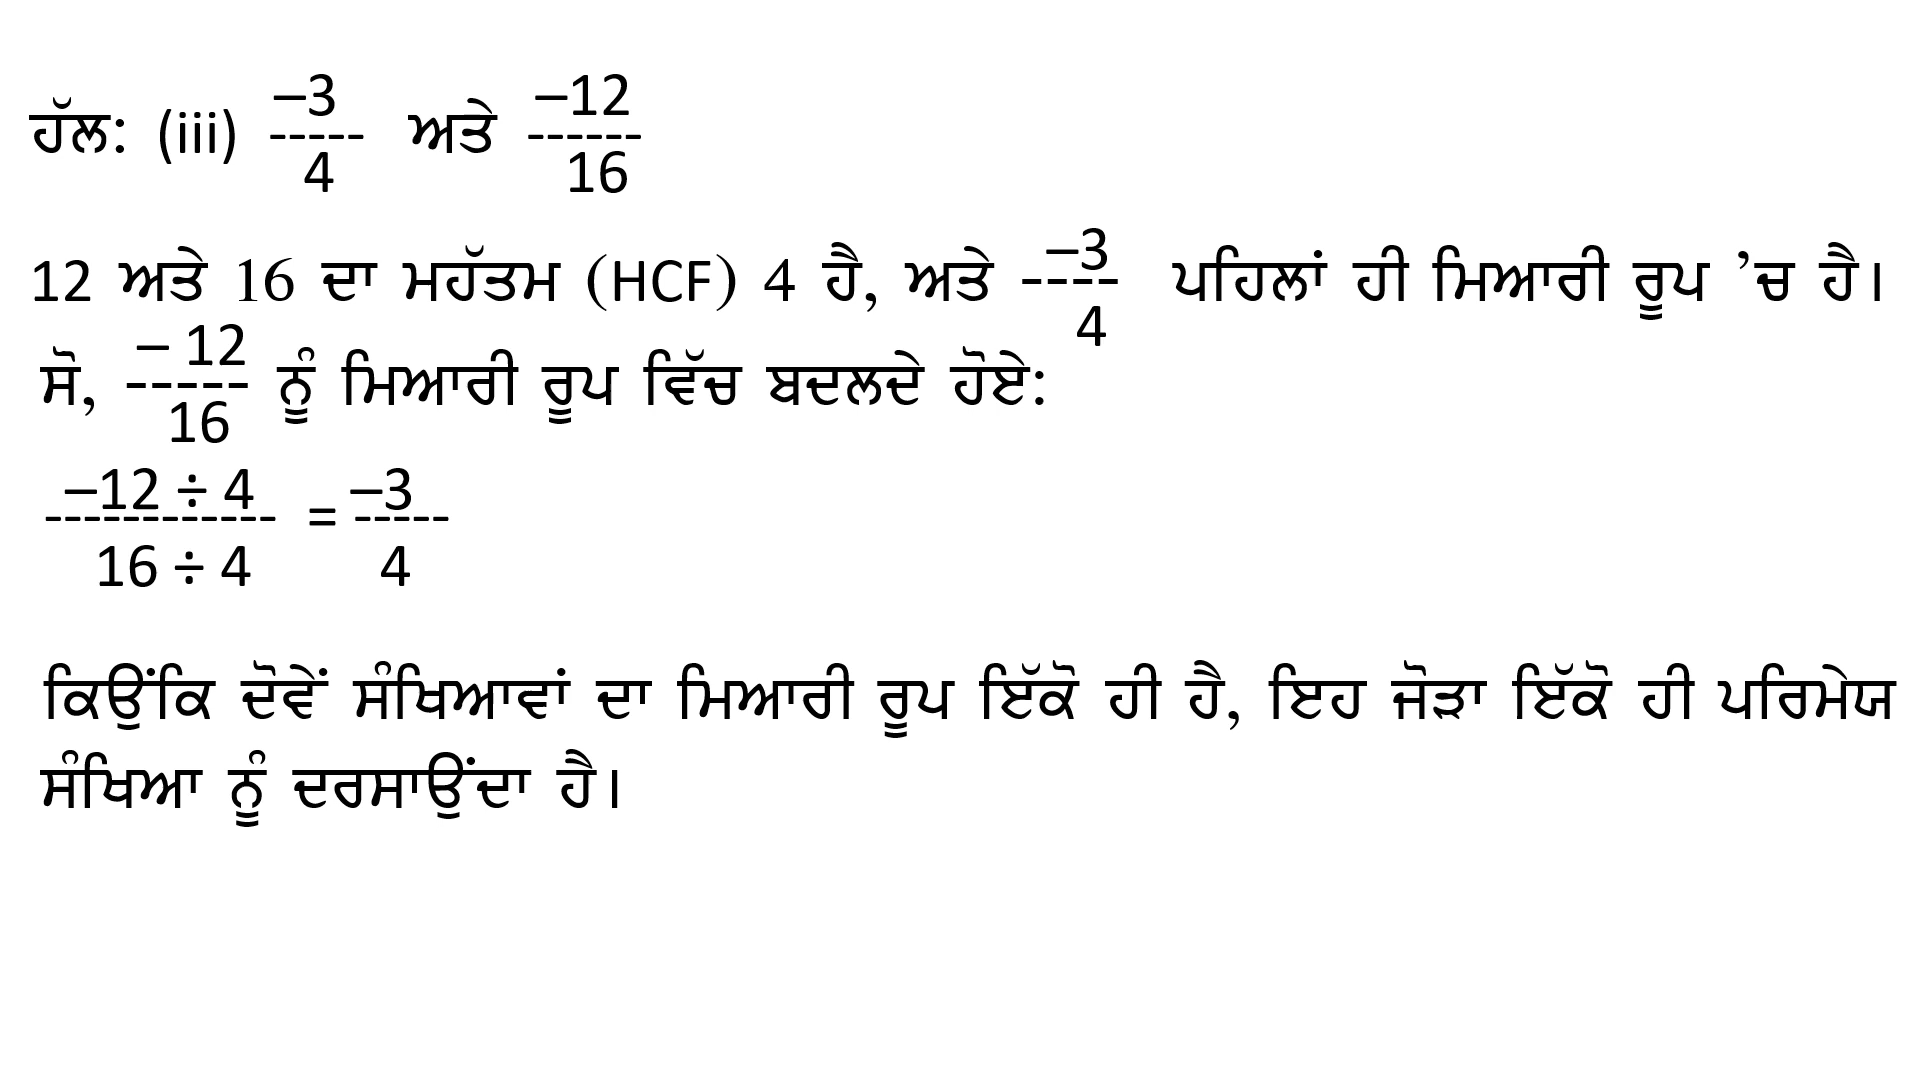 ਹੱਲ: (iii) –3/4 ਅਤੇ –12/16
12 ਅਤੇ 16 ਦਾ ਮਹੱਤਮ (HCF) 4 ਹੈ, ਅਤੇ –3/4 ਪਹਿਲਾਂ ਹੀ ਮਿਆਰੀ ਰੂਪ ’ਚ ਹੈ।
ਸੋ, – 12/16 ਨੂੰ ਮਿਆਰੀ ਰੂਪ ਵਿੱਚ ਬਦਲਦੇ ਹੋਏ:
–12 ÷ 4/16 ÷ 4 = –3/4
ਕਿਉਂਕਿ ਦੋਵੇਂ ਸੰਖਿਆਵਾਂ ਦਾ ਮਿਆਰੀ ਰੂਪ ਇੱਕੋ ਹੀ ਹੈ, ਇਹ ਜੋੜਾ ਇੱਕੋ ਹੀ ਪਰਿਮੇਯ
ਸੰਖਿਆ ਨੂੰ ਦਰਸਾਉਂਦਾ ਹੈ।